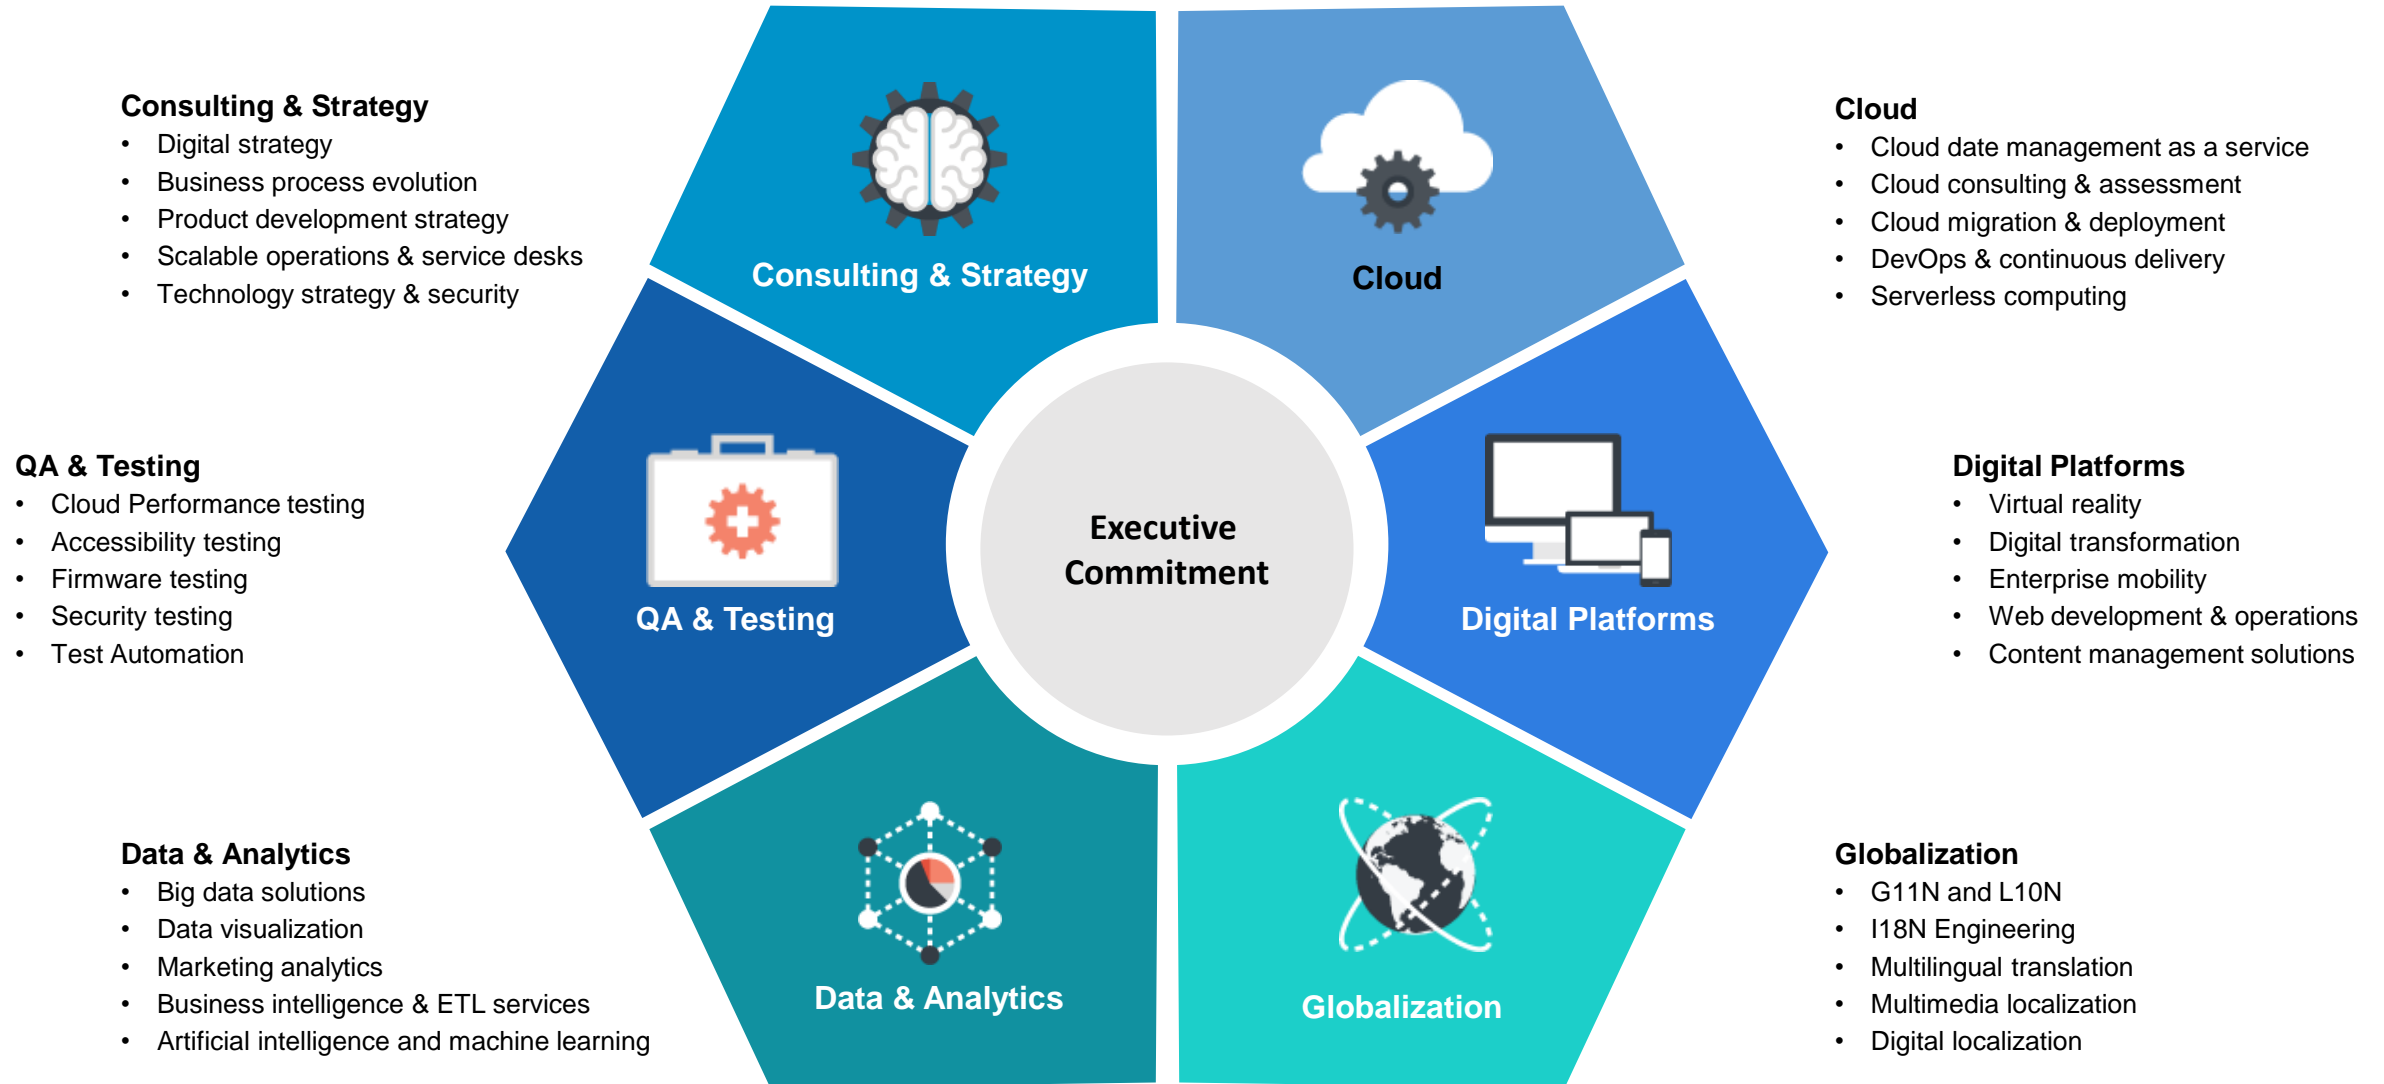 Consulting & Strategy
• Digital strategy
• Business process evolution
• Product development strategy
• Scalable operations & service desks
• Technology strategy & security
Consulting & Strategy
Cloud
Cloud
• Cloud date management as a service
• Cloud consulting & assessment
• Cloud migration & deployment
• DevOps & continuous delivery
• Serverless computing
QA & Testing
• Cloud Performance testing
• Accessibility testing
• Firmware testing
• Security testing
• Test Automation
QA & Testing
Executive
Commitment
Digital Platforms
Digital Platforms
• Virtual reality
• Digital transformation
• Enterprise mobility
• Web development & operations
• Content management solutions
Data & Analytics
• Big data solutions
• Data visualization
• Marketing analytics
• Business intelligence & ETL services
• Artificial intelligence and machine learning
Data & Analytics
Globalization
Globalization
• G11N and L10N
• I18N Engineering
• Multilingual translation
• Multimedia localization
• Digital localization